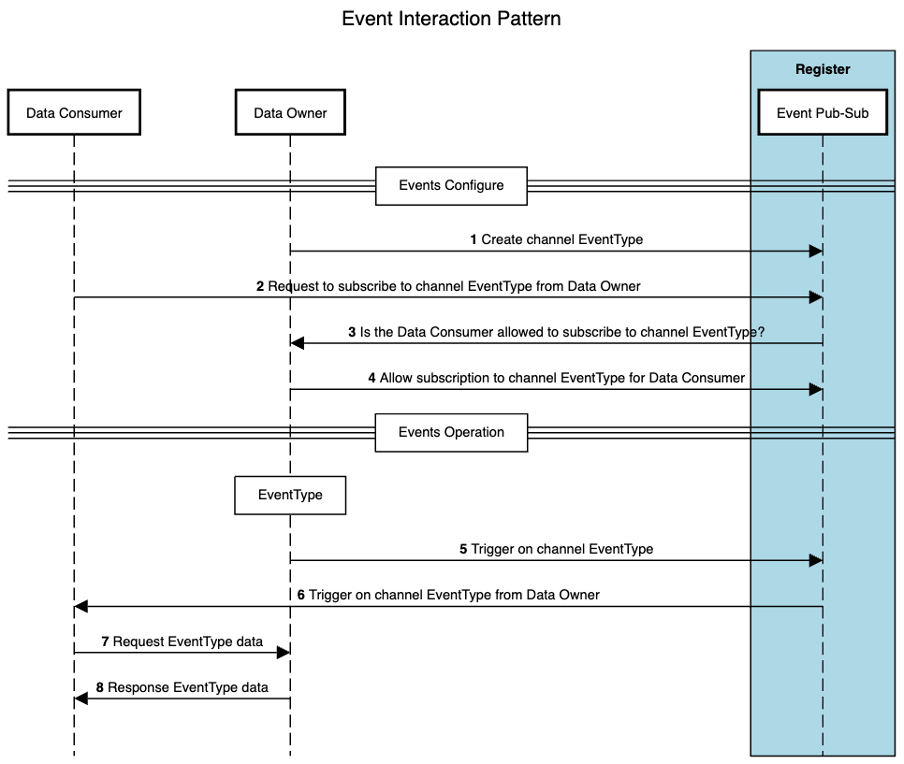 Event Interaction Pattern
Register
Data Consumer
Data Owner
Event Pub-Sub
Events Configure
1 Create channel EventType
2 Request to subscribe to channel EventType from Data Owner
3 Is the Data Consumer allowed to subscribe to channel EventType?
4 Allow subscription to channel EventType for Data Consumer
Events Operation
EventType
5 Trigger on channel EventType
6 Trigger on channel EventType from Data Owner
7 Request EventType data
8 Response EventType data